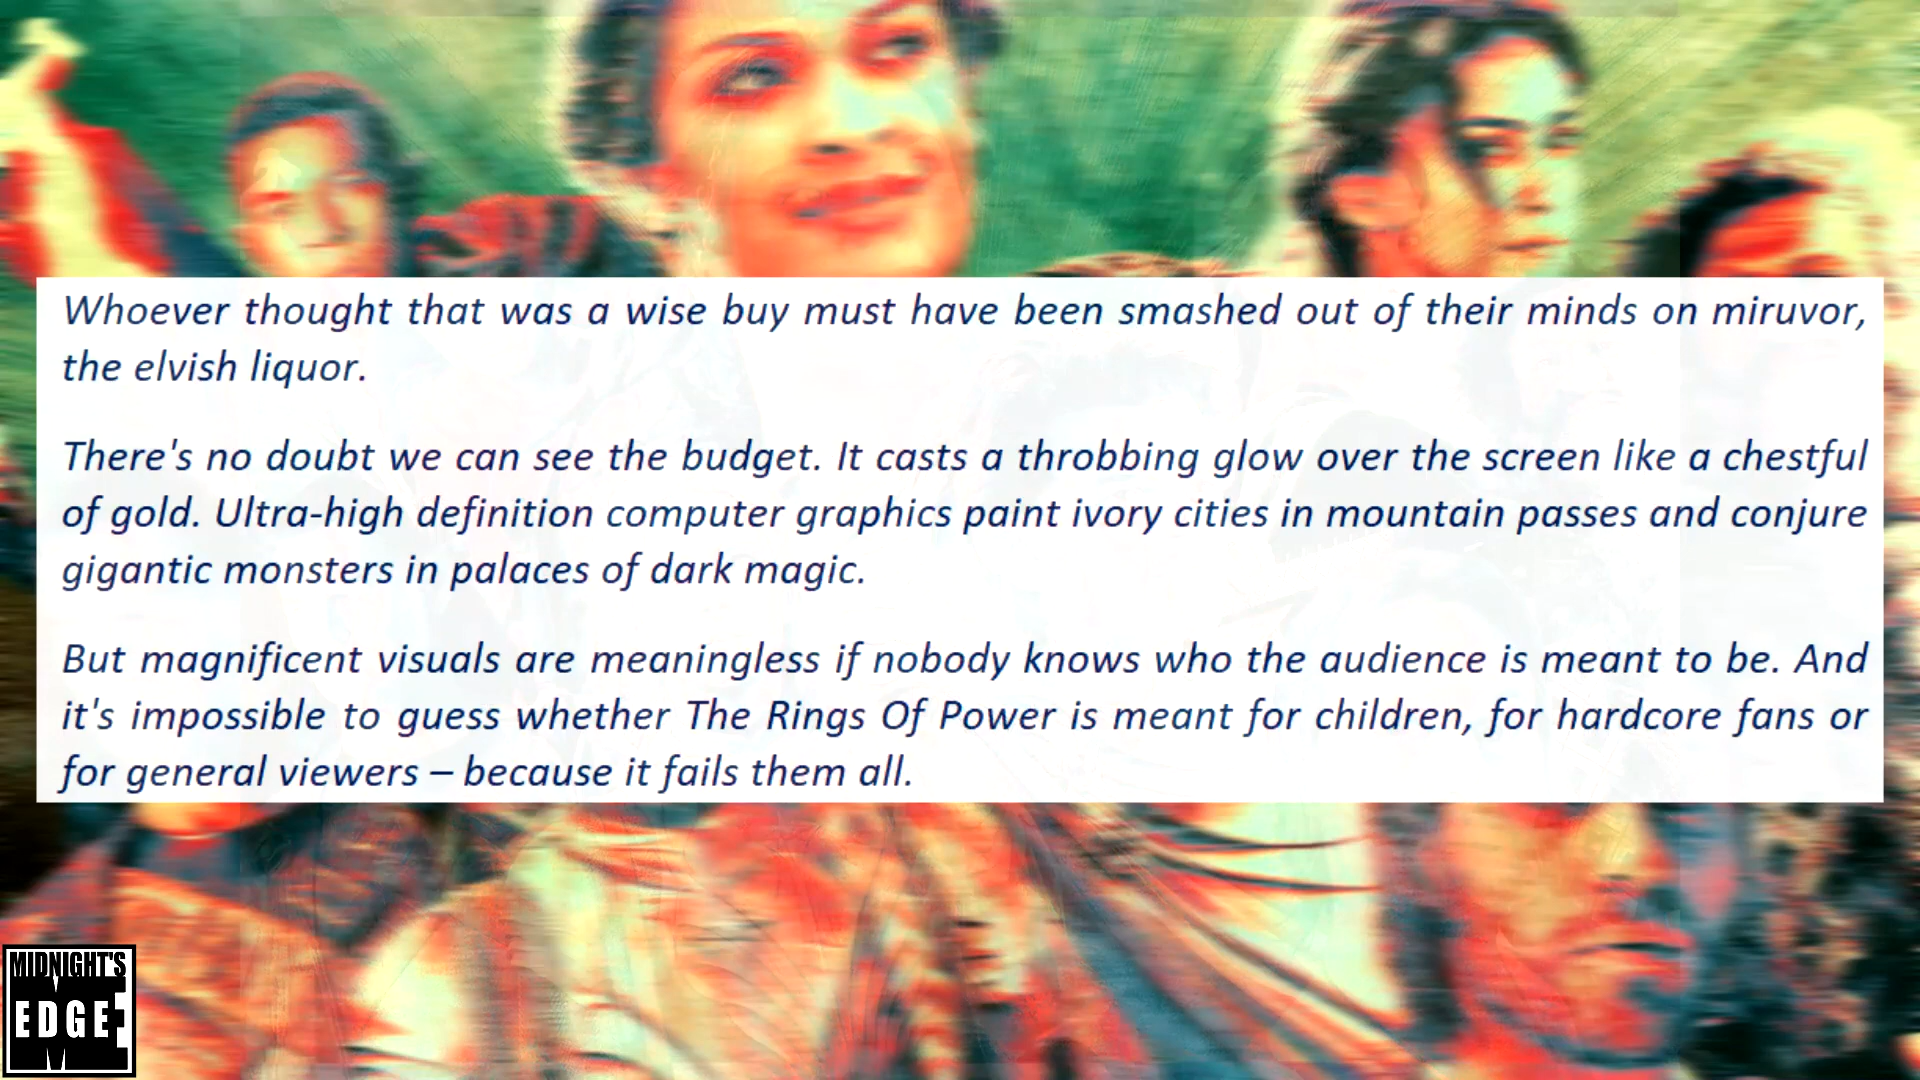 Whoever thought that was a wise buy must have been smashed out of their minds on miruvor,
the elvish liquor.
There's no doubt we can see the budget. It casts a throbbing glow over the screen like a chestful
of gold. Ultra-high definition computer graphics paint ivory cities in mountain passes and conjure
gigantic monsters in palaces of dark magic.
But magnificent visuals are meaningless if nobody knows who the audience is meant to be. And
it's impossible to guess whether The Rings Of Power is meant for children, for hardcore fans or
for general viewers – because it fails them all.
MIDNIGHT'S
EDGE